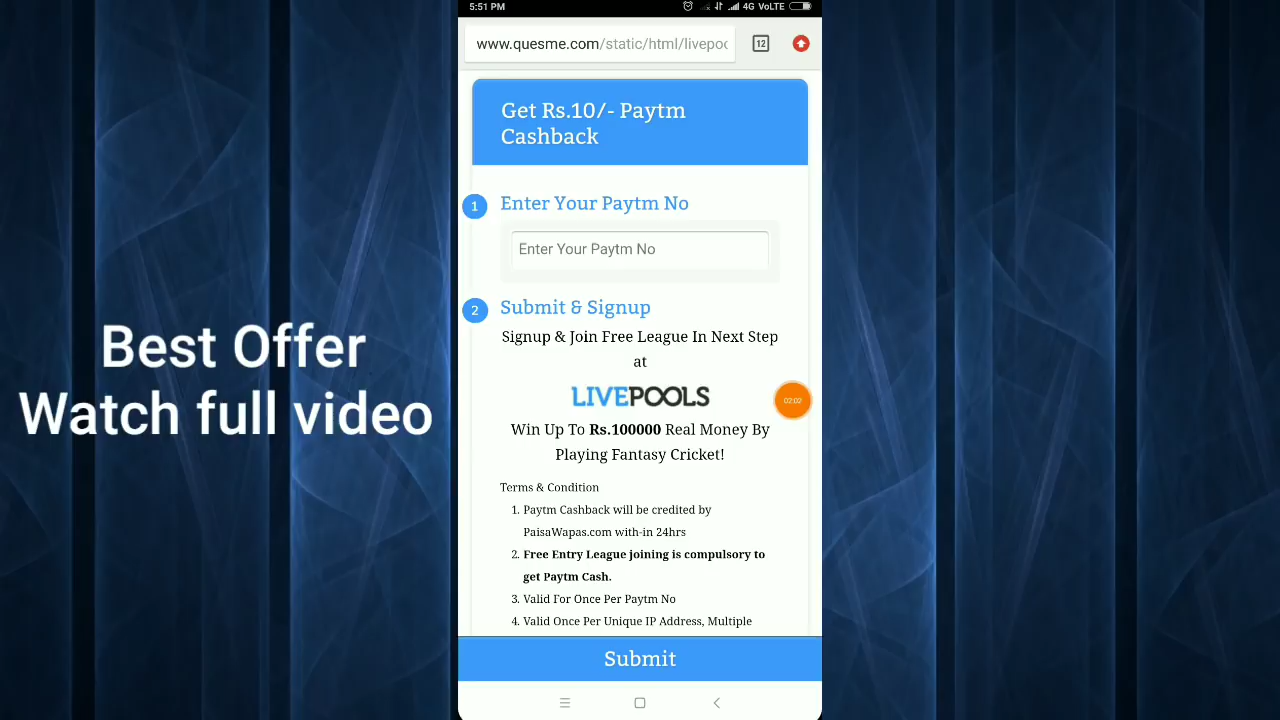 5:51 PM
4G VoLTE
www.quesme.com/static/html/livepoo
12
Get Rs.10/- Paytm
Cashback
1
Enter Your Paytm No
Enter Your Paytm No
2
Submit & Signup
Signup & Join Free League In Next Step
at
LIVEPOOLS
02:02
Win Up To Rs.100000 Real Money By
Playing Fantasy Cricket!
Terms & Condition
1. Paytm Cashback will be credited by
PaisaWapas.com with-in 24hrs
2. Free Entry League joining is compulsory to
get Paytm Cash.
3. Valid For Once Per Paytm No
4. Valid Once Per Unique IP Address, Multiple
Submit
Best Offer
Watch full video